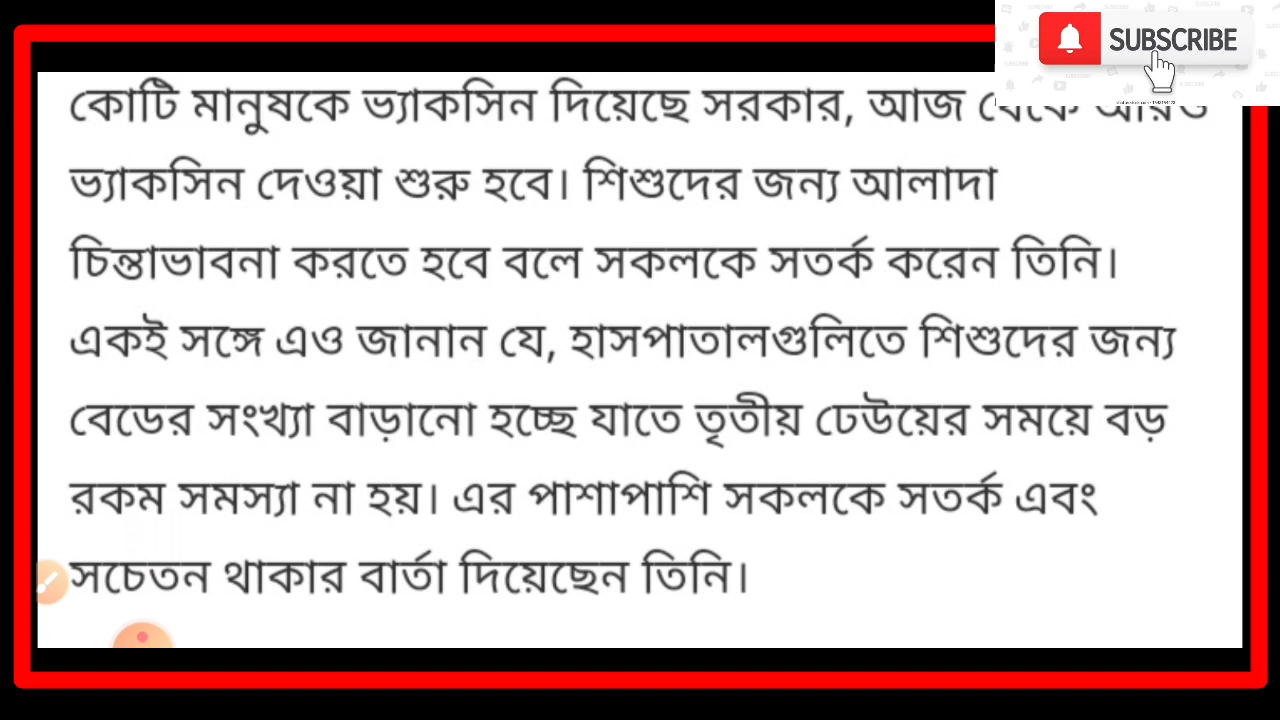 SUBSCRIBE
কোটি মানুষকে ভ্যাকসিন দিয়েছে সরকার, আজ থেকে আরও
ভ্যাকসিন দেওয়া শুরু হবে। শিশুদের জন্য আলাদা
চিন্তাভাবনা করতে হবে বলে সকলকে সতর্ক করেন তিনি।
একই সঙ্গে এও জানান যে, হাসপাতালগুলিতে শিশুদের জন্য
বেডের সংখ্যা বাড়ানো হচ্ছে যাতে তৃতীয় ঢেউয়ের সময়ে বড়
রকম সমস্যা না হয়। এর পাশাপাশি সকলকে সতর্ক এবং
সচেতন থাকার বার্তা দিয়েছেন তিনি।